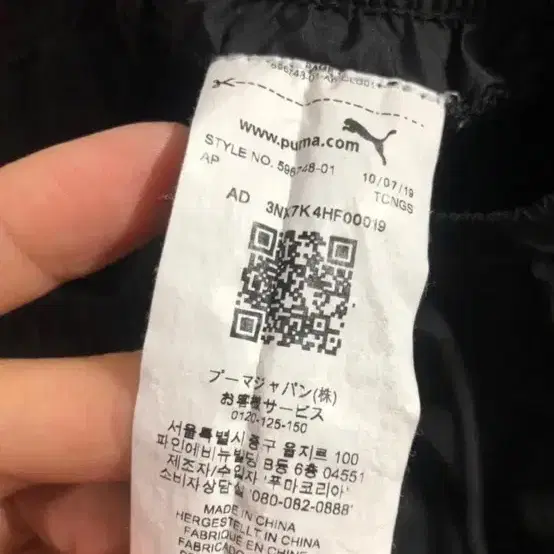 www.puma.com
STYLE NO. 596748-01
10/07/19
AP
TCNGS
AD 3NX7K4HF00019
プーマジャパン(株)
お客様サービス
0120-125-150
서울특별시 중구 을지로 100
파인에비뉴빌딩 B동 6층 04551
제조자/수입자 '푸마코리아'
소비자상담실 '080-082-0888'
MADE IN CHINA
HERGESTELLT IN CHINA
FABRIQUE EN CHINE
FABRICADO